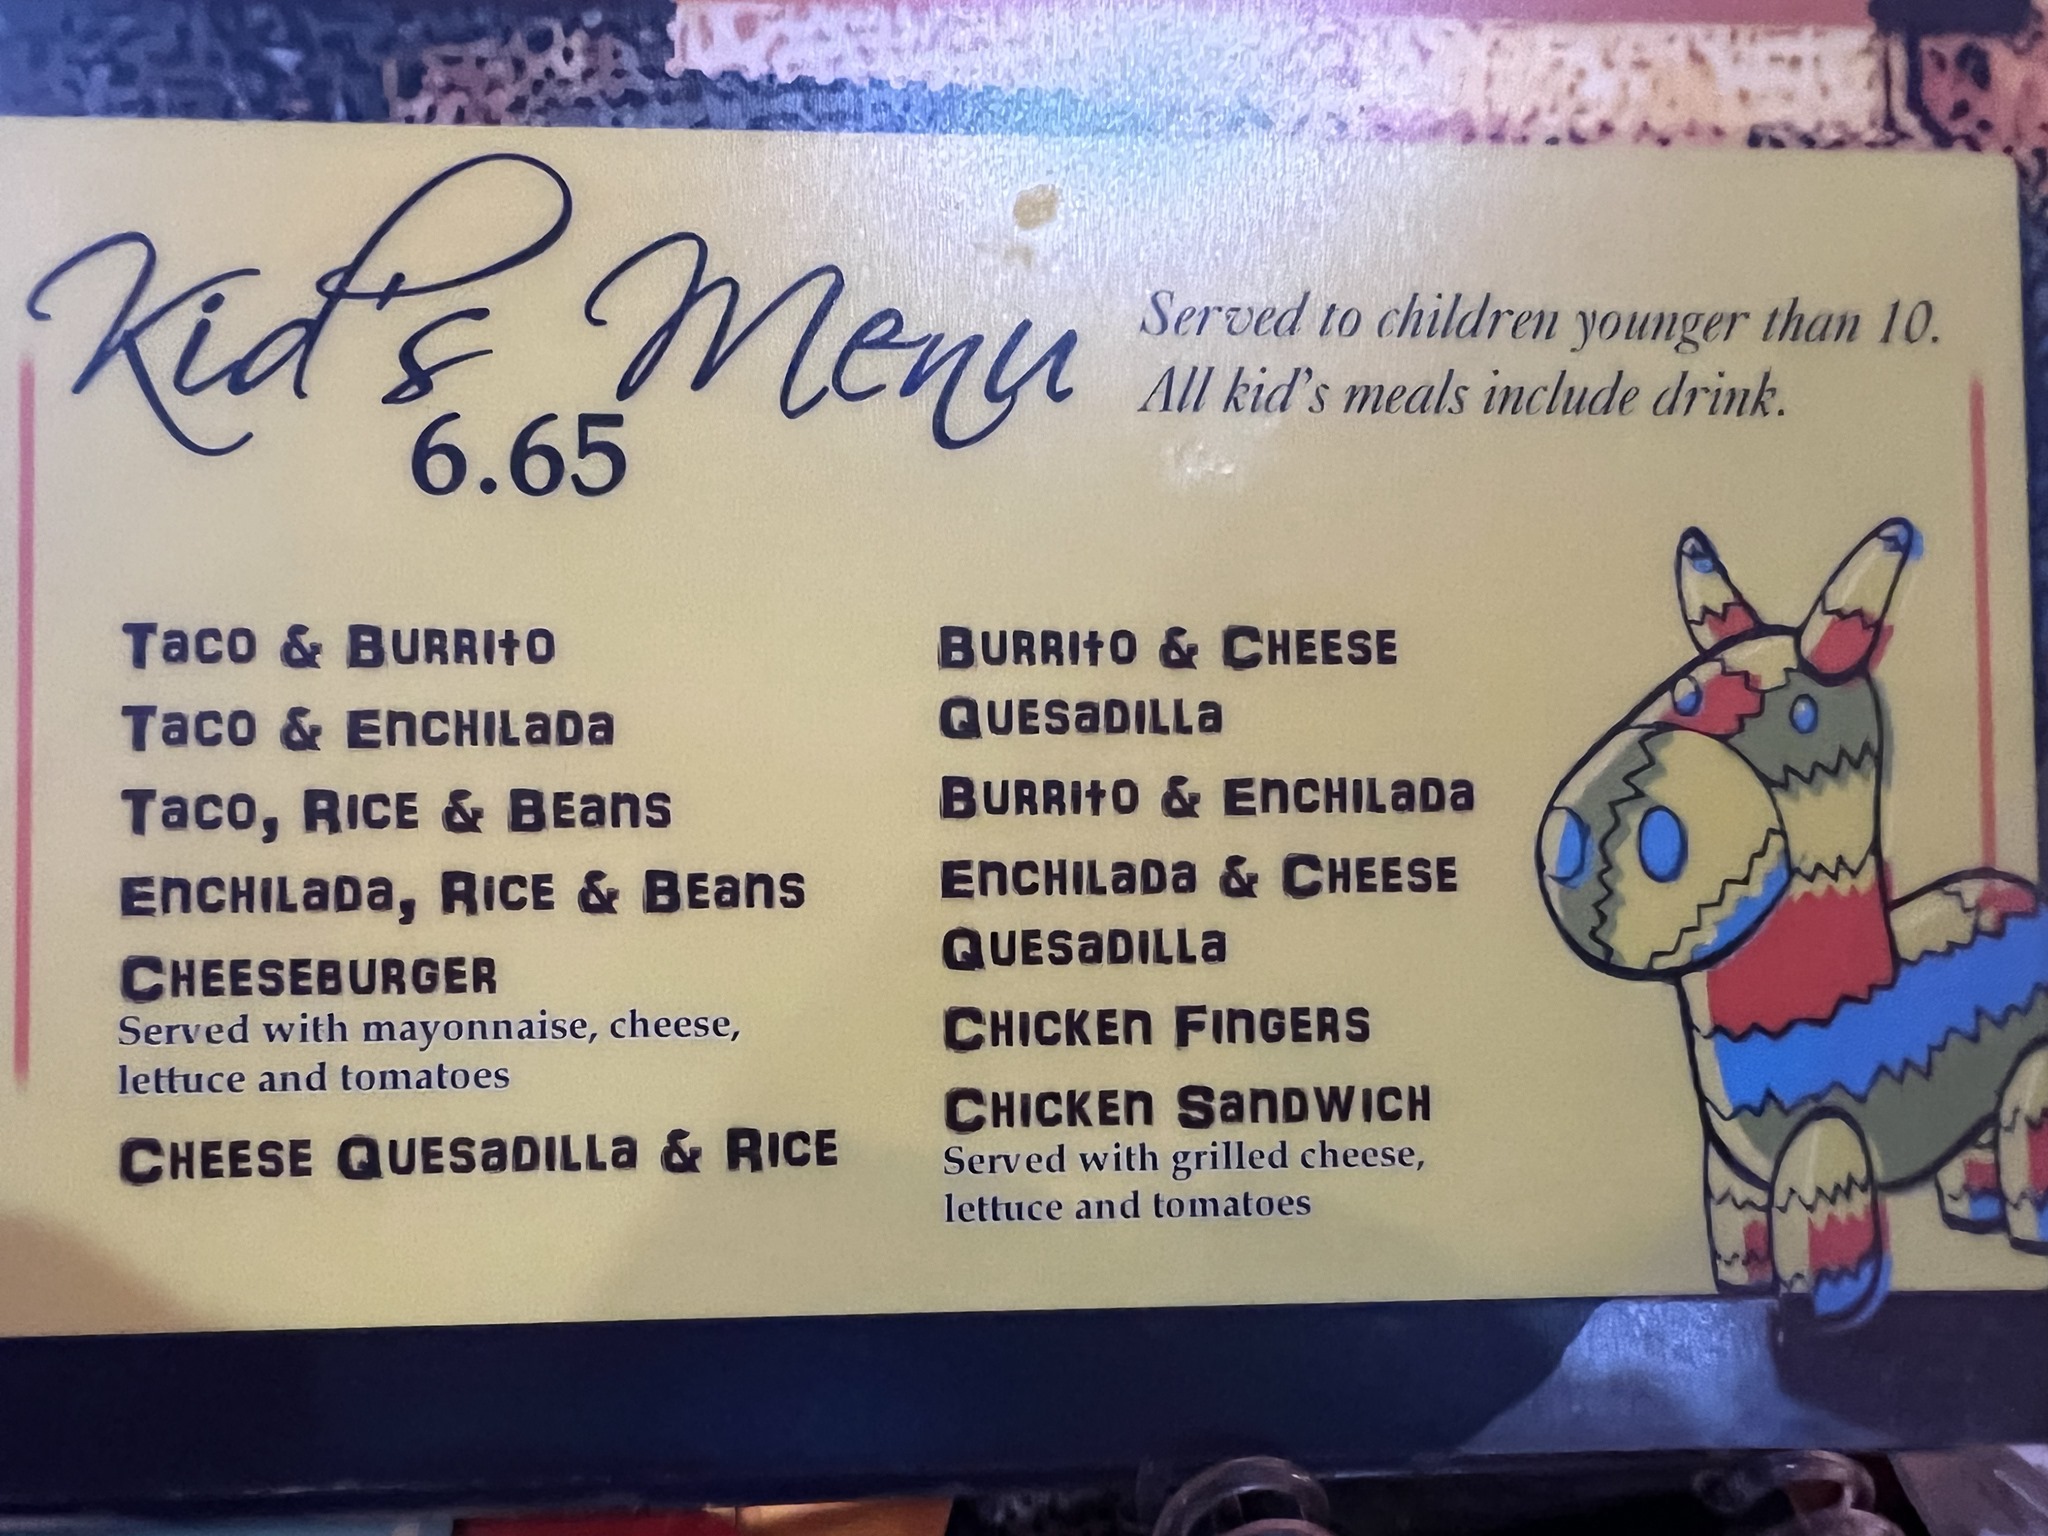 Kid's Menu
6.65
Served to children younger than 10.
All kid's meals include drink.
Taco & Burrito
Taco & Enchilada
Taco, Rice & Beans
Enchilada, Rice & Beans
Cheeseburger
Served with mayonnaise, cheese,
lettuce and tomatoes
Cheese Quesadilla & Rice
Burrito & Cheese
Quesadilla
Burrito & Enchilada
Enchilada & Cheese
Quesadilla
Chicken Fingers
Chicken Sandwich
Served with grilled cheese,
lettuce and tomatoes